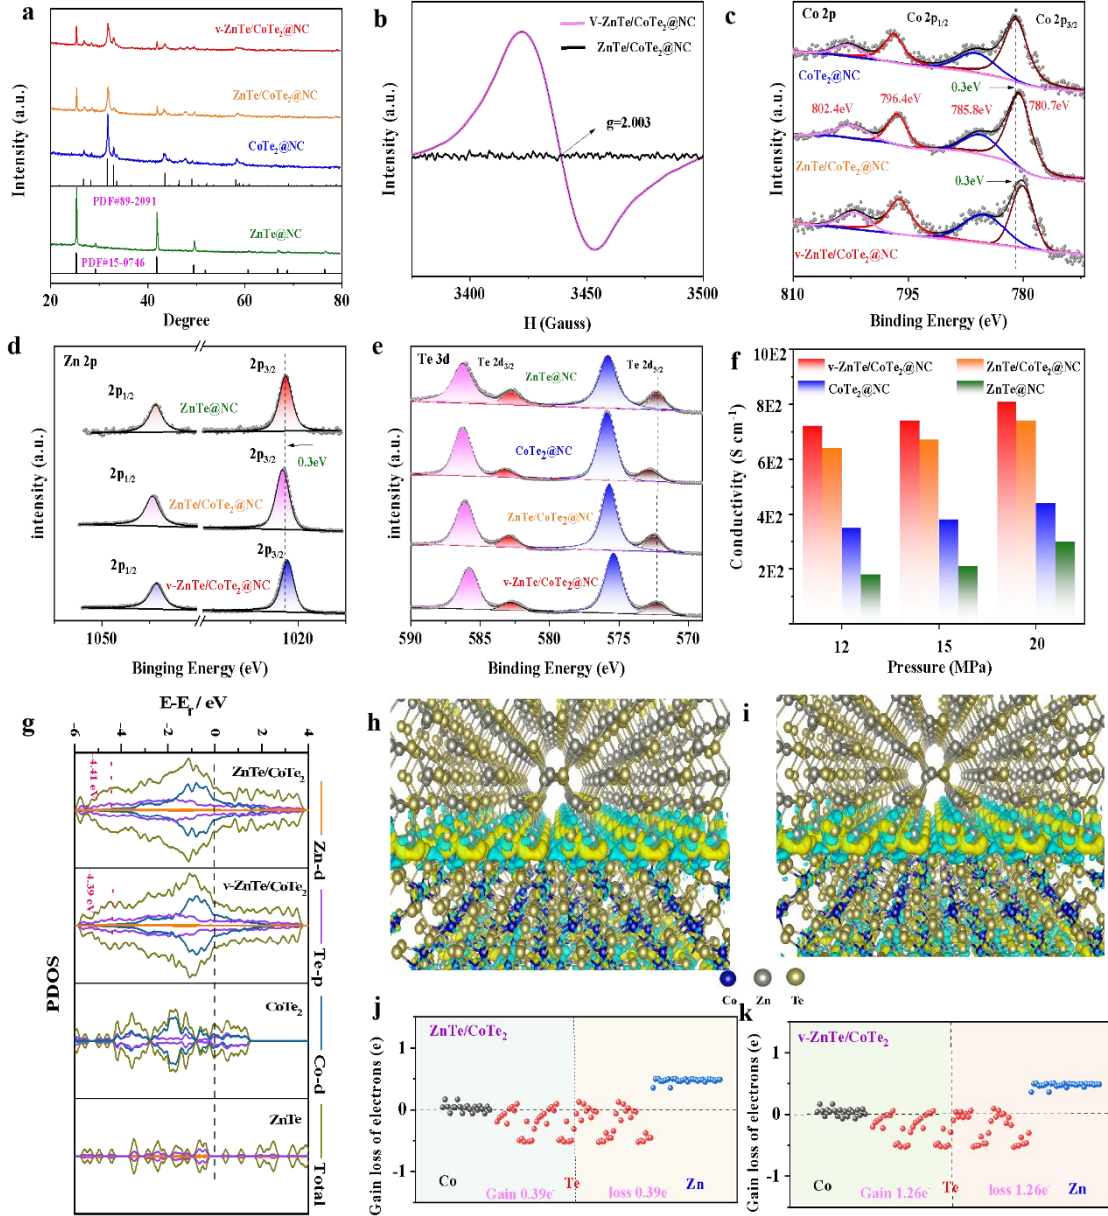 a
v-ZnTe/CoTe2@NC
ZnTe/CoTe2@NC
CoTe2@NC
PDF#89-2091
ZnTe@NC
PDF#15-0746
Intensity (a.u.)
20 40 60 80
Degree
b
V-ZnTe/CoTe2@NC
ZnTe/CoTe2@NC
g=2.003
Intensity (a.u.)
3400 3450 3500
H (Gauss)
c
Co 2p
Co 2p1/2
Co 2p3/2
CoTe2@NC
0.3eV
802.4eV
796.4eV
785.8eV
780.7eV
ZnTe/CoTe2@NC
0.3eV
v-ZnTe/CoTe2@NC
Intensity (a.u.)
810 795 780
Binding Energy (eV)
d
Zn 2p
2p3/2
2p1/2
ZnTe@NC
0.3eV
2p3/2
2p1/2
ZnTe/CoTe2@NC
2p3/2
2p1/2
v-ZnTe/CoTe2@NC
intensity (a.u.)
1050 1020
Binging Energy (eV)
e
Te 3d
Te 2d3/2
Te 2d5/2
ZnTe@NC
CoTe2@NC
ZnTe/CoTe2@NC
v-ZnTe/CoTe2@NC
intensity (a.u.)
590 585 580 575 570
Binding Energy (eV)
f
v-ZnTe/CoTe2@NC
ZnTe/CoTe2@NC
CoTe2@NC
ZnTe@NC
10E2
8E2
6E2
4E2
2E2
Conductivity (S cm-1)
12 15 20
Pressure (MPa)
g
E-Ef / eV
-6 -4 -2 0 2 4
-4.41 eV
ZnTe/CoTe2
-4.39 eV
v-ZnTe/CoTe2
CoTe2
ZnTe
PDOS
Zn-d
Te-p
Co-d
Total
h
i
Co Zn Te
j
ZnTe/CoTe2
1
0
-1
Gain loss of electrons (e)
Co
Gain 0.39e-
Te
loss 0.39e-
Zn
k
v-ZnTe/CoTe2
1
0
-1
Gain loss of electrons (e)
Co
Gain 1.26e-
Te
loss 1.26e-
Zn